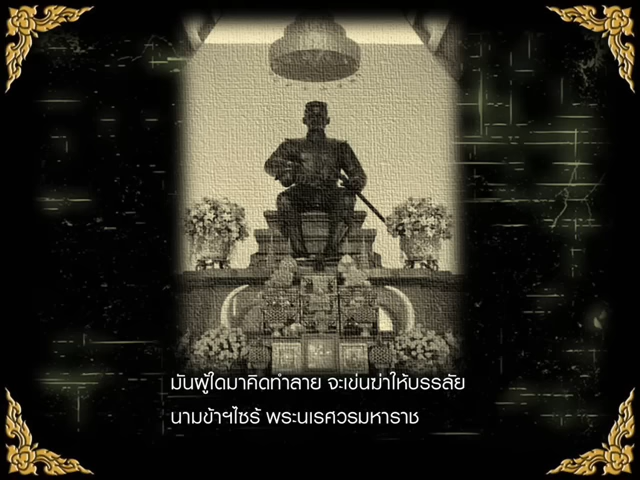 มันผู้ใดมาคิดทำลาย จะเข่นฆ่าให้บรรลัย
นามข้าฯไซร้ พระนเรศวรมหาราช